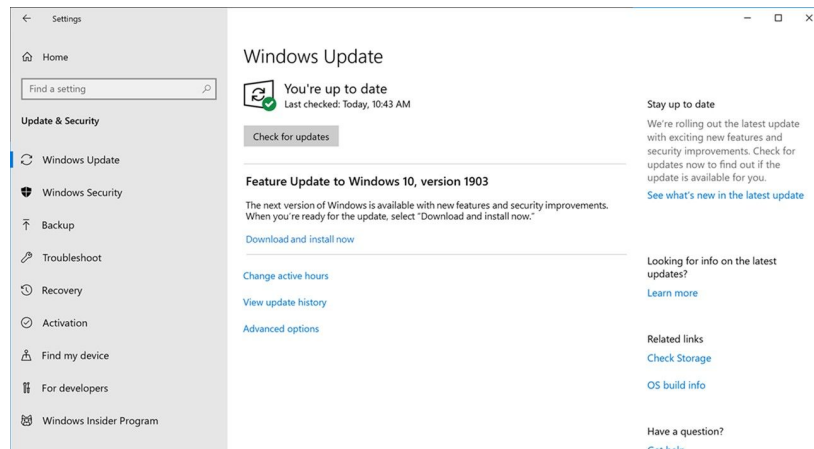 Settings
Home
Find a setting
Update & Security
Windows Update
Windows Security
Backup
Troubleshoot
Recovery
Activation
Find my device
For developers
Windows Insider Program
Windows Update
You're up to date
Last checked: Today, 10:43 AM
Check for updates
Feature Update to Windows 10, version 1903
The next version of Windows is available with new features and security improvements.
When you're ready for the update, select "Download and install now."
Download and install now
Change active hours
View update history
Advanced options
Stay up to date
We're rolling out the latest update
with exciting new features and
security improvements. Check for
updates now to find out if the
update is available for you.
See what's new in the latest update
Looking for info on the latest
updates?
Learn more
Related links
Check Storage
OS build info
Have a question?